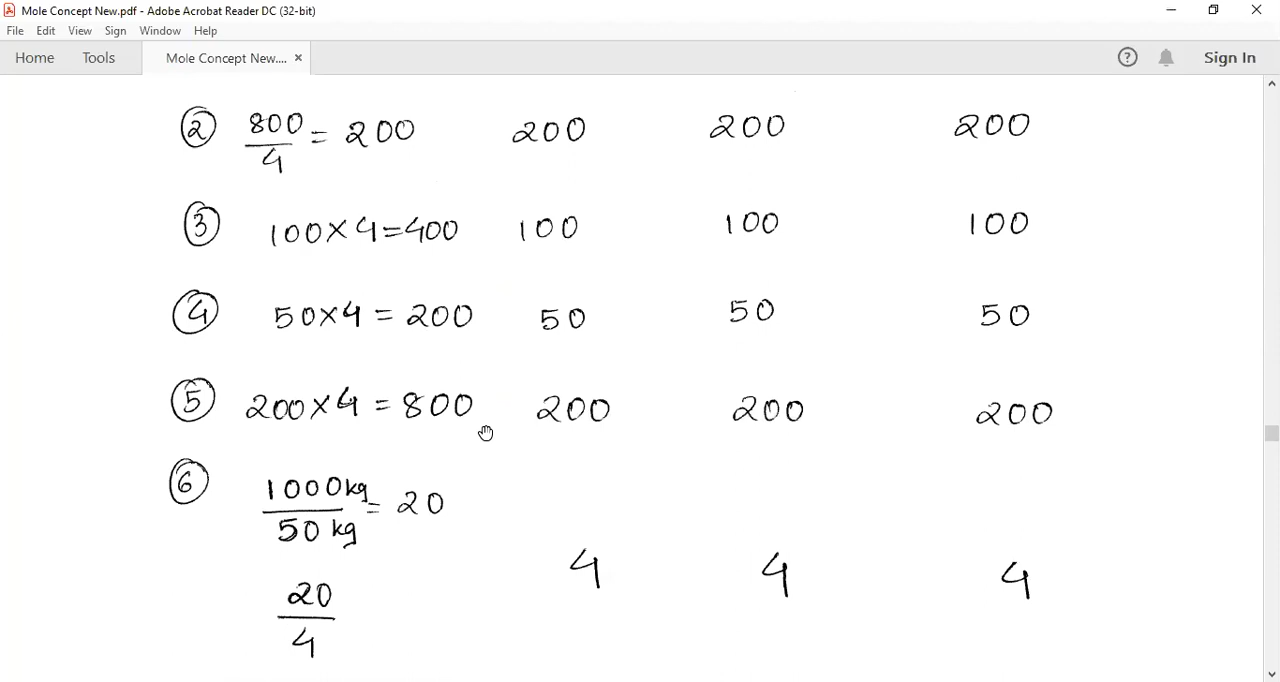 Mole Concept New.pdf - Adobe Acrobat Reader DC (32-bit)
File Edit View Sign Window Help
Home Tools Mole Concept New.... × Sign In
② 800/4 = 200 200 200 200
③ 100×4=400 100 100 100
④ 50×4 = 200 50 50 50
⑤ 200×4 = 800 200 200 200
⑥ 1000kg/50 kg = 20
4 4 4
20/4